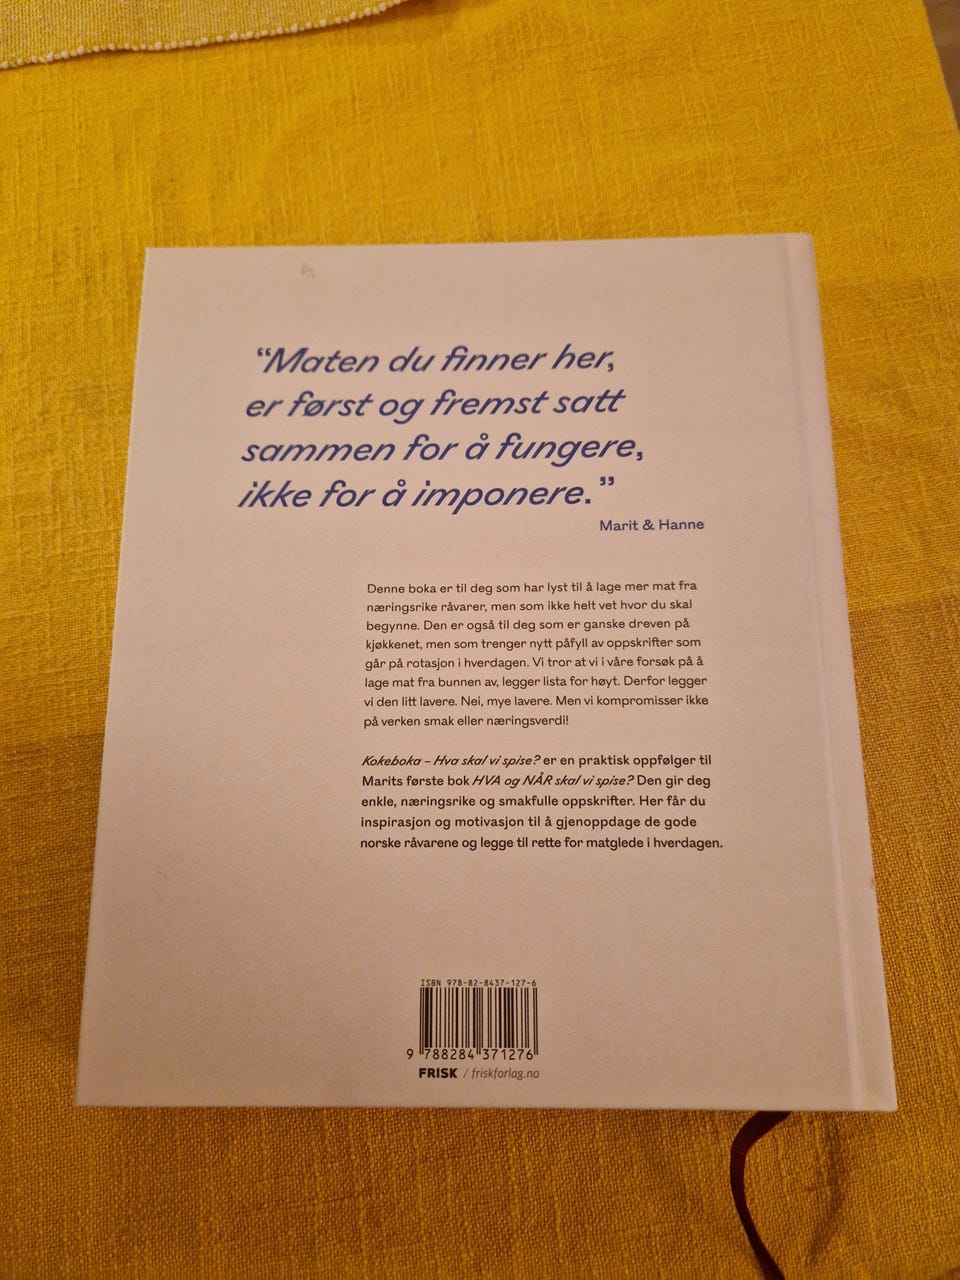 “Maten du finner her,
er først og fremst satt
sammen for å fungere,
ikke for å imponere.”
Marit & Hanne
Denne boka er til deg som har lyst til å lage mer mat fra
næringsrike råvarer, men som ikke helt vet hvor du skal
begynne. Den er også til deg som er ganske dreven på
kjøkkenet, men som trenger nytt påfyll av oppskrifter som
går på rotasjon i hverdagen. Vi tror at vi i våre forsøk på å
lage mat fra bunnen av, legger lista for høyt. Derfor legger
vi den litt lavere. Nei, mye lavere. Men vi kompromisser ikke
på verken smak eller næringsverdi!
Kokeboka – Hva skal vi spise? er en praktisk oppfølger til
Marits første bok HVA og NÅR skal vi spise? Den gir deg
enkle, næringsrike og smakfulle oppskrifter. Her får du
inspirasjon og motivasjon til å gjenoppdage de gode
norske råvarene og legge til rette for matglede i hverdagen.
ISBN 978-82-8437-127-6
9 788284 371276
FRISK / friskforlag.no